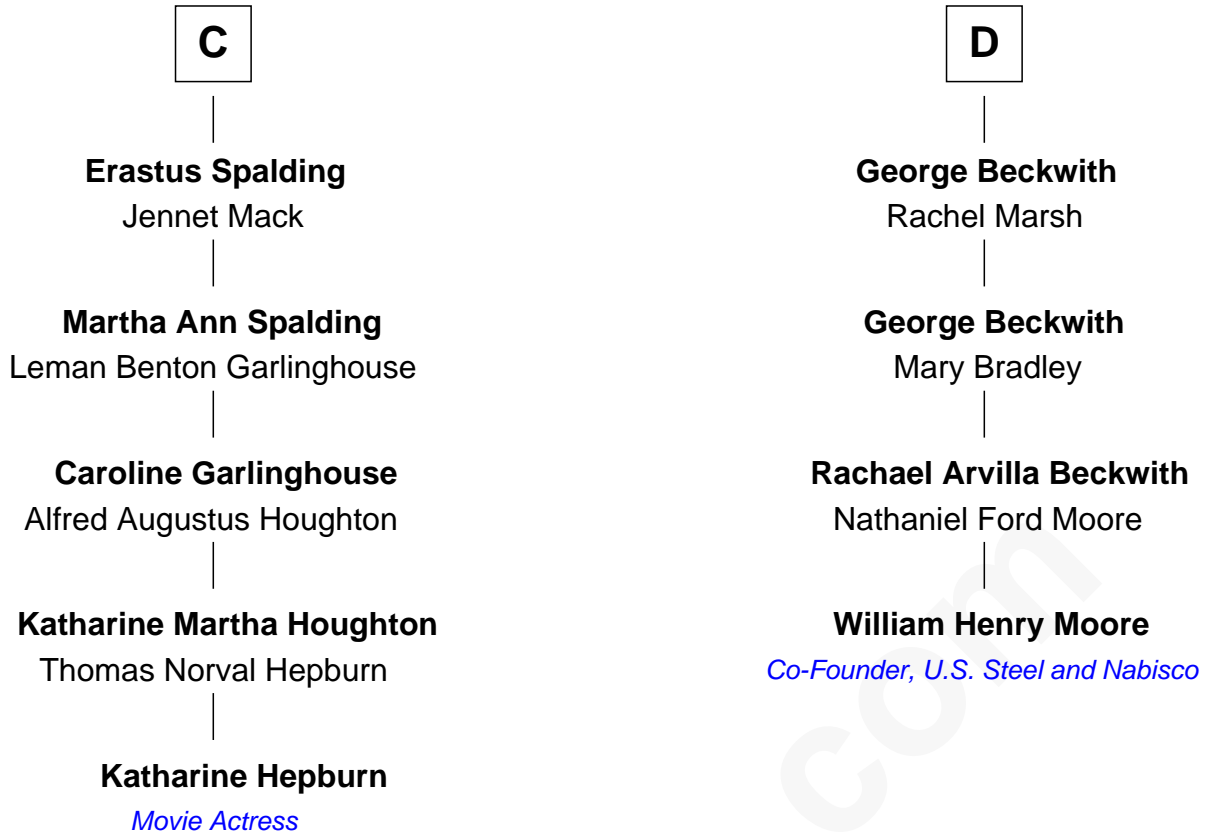 C
Erastus Spalding
Jennet Mack
Martha Ann Spalding
Leman Benton Garlinghouse
Caroline Garlinghouse
Alfred Augustus Houghton
Katharine Martha Houghton
Thomas Norval Hepburn
Katharine Hepburn
Movie Actress
D
George Beckwith
Rachel Marsh
George Beckwith
Mary Bradley
Rachael Arvilla Beckwith
Nathaniel Ford Moore
William Henry Moore
Co-Founder, U.S. Steel and Nabisco
com